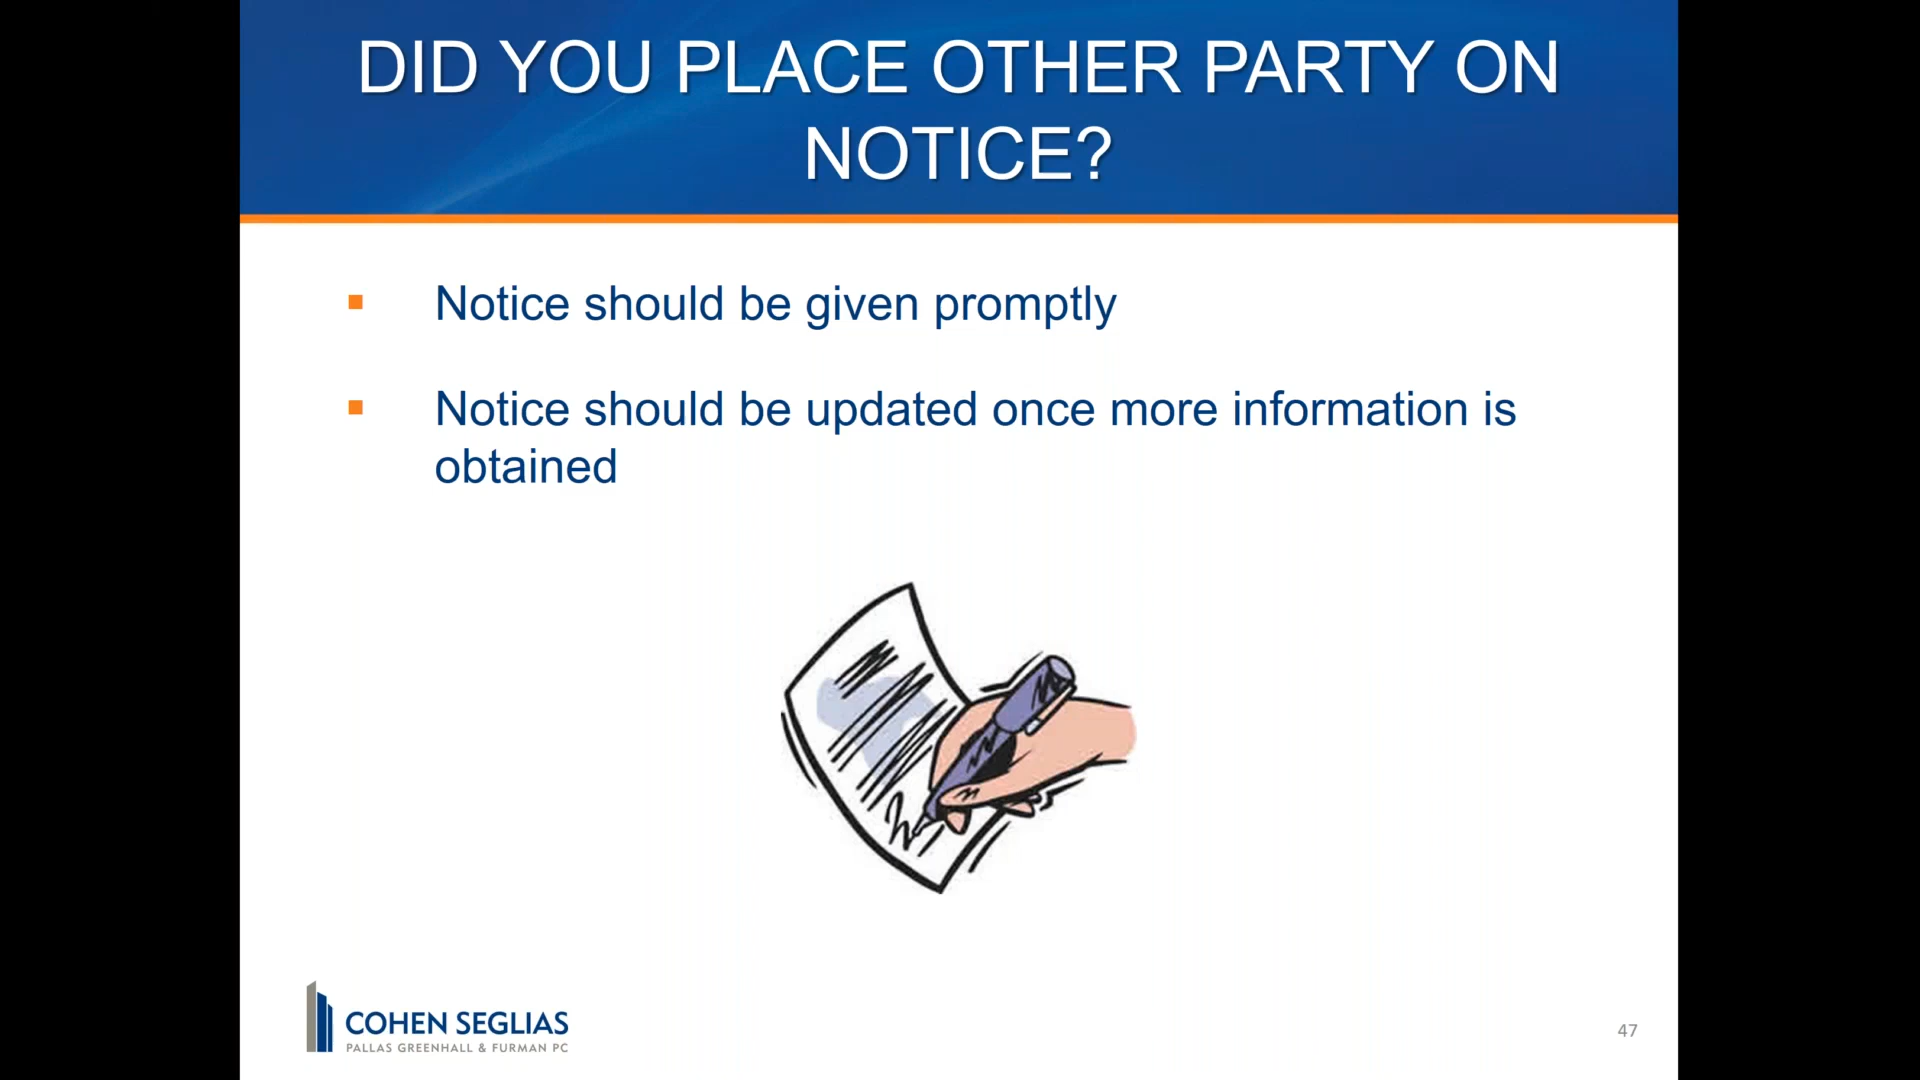 DID YOU PLACE OTHER PARTY ON
NOTICE?
Notice should be given promptly
Notice should be updated once more information is
obtained
COHEN SEGLIAS
PALLAS GREENHALL & FURMAN PC
47